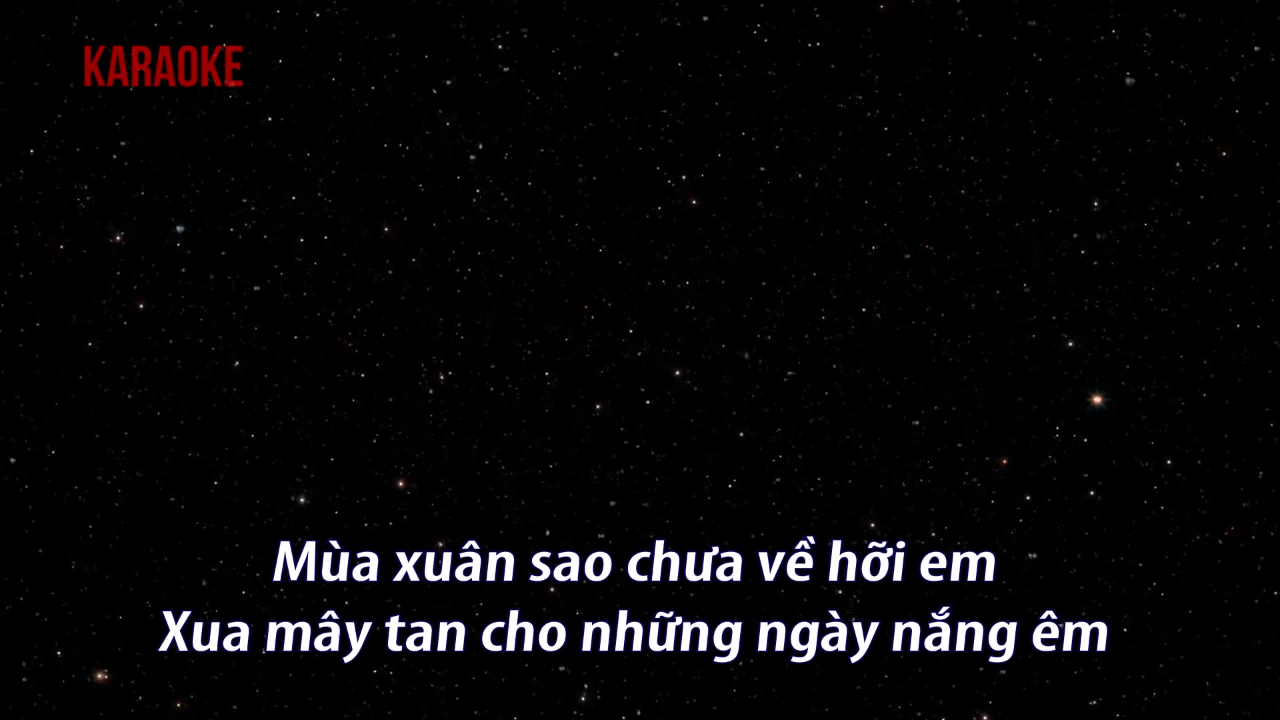 KARAOKE
Mùa xuân sao chưa về hỡi em
Xua mây tan cho những ngày nắng êm